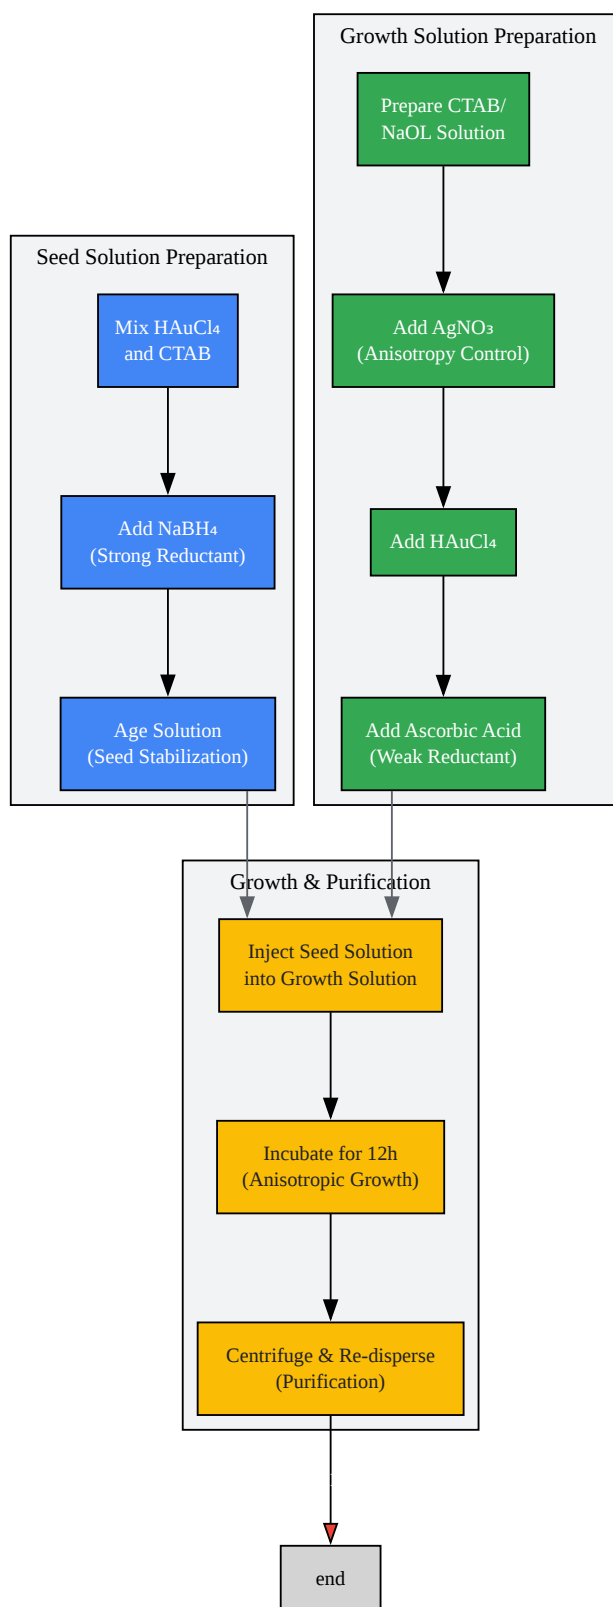 Growth Solution Preparation
Prepare CTAB/
NaOL Solution
Add AgNO₃
(Anisotropy Control)
Add HAuCl₄
Add Ascorbic Acid
(Weak Reductant)
Seed Solution Preparation
Mix HAuCl₄
and CTAB
Add NaBH₄
(Strong Reductant)
Age Solution
(Seed Stabilization)
Growth & Purification
Inject Seed Solution
into Growth Solution
Incubate for 12h
(Anisotropic Growth)
Centrifuge & Re-disperse
(Purification)
end